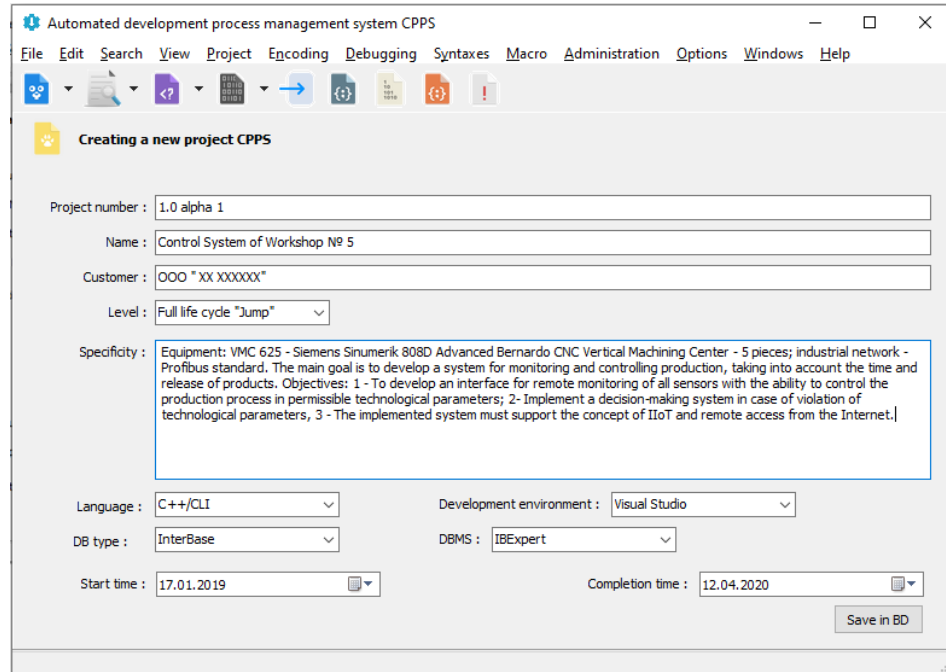 Automated development process management system CPPS
File Edit Search View Project Encoding Debugging Syntaxes Macro Administration Options Windows Help
Creating a new project CPPS
Project number : 1.0 alpha 1
Name : Control System of Workshop № 5
Customer : OOO " XX XXXXXX"
Level : Full life cycle "Jump"
Specificity : Equipment: VMC 625 - Siemens Sinumerik 808D Advanced Bernardo CNC Vertical Machining Center - 5 pieces; industrial network -
Profibus standard. The main goal is to develop a system for monitoring and controlling production, taking into account the time and
release of products. Objectives: 1 - To develop an interface for remote monitoring of all sensors with the ability to control the
production process in permissible technological parameters; 2- Implement a decision-making system in case of violation of
technological parameters, 3 - The implemented system must support the concept of IIoT and remote access from the Internet.
Language : C++/CLI Development environment : Visual Studio
DB type : InterBase DBMS : IBExpert
Start time : 17.01.2019 Completion time : 12.04.2020
Save in BD